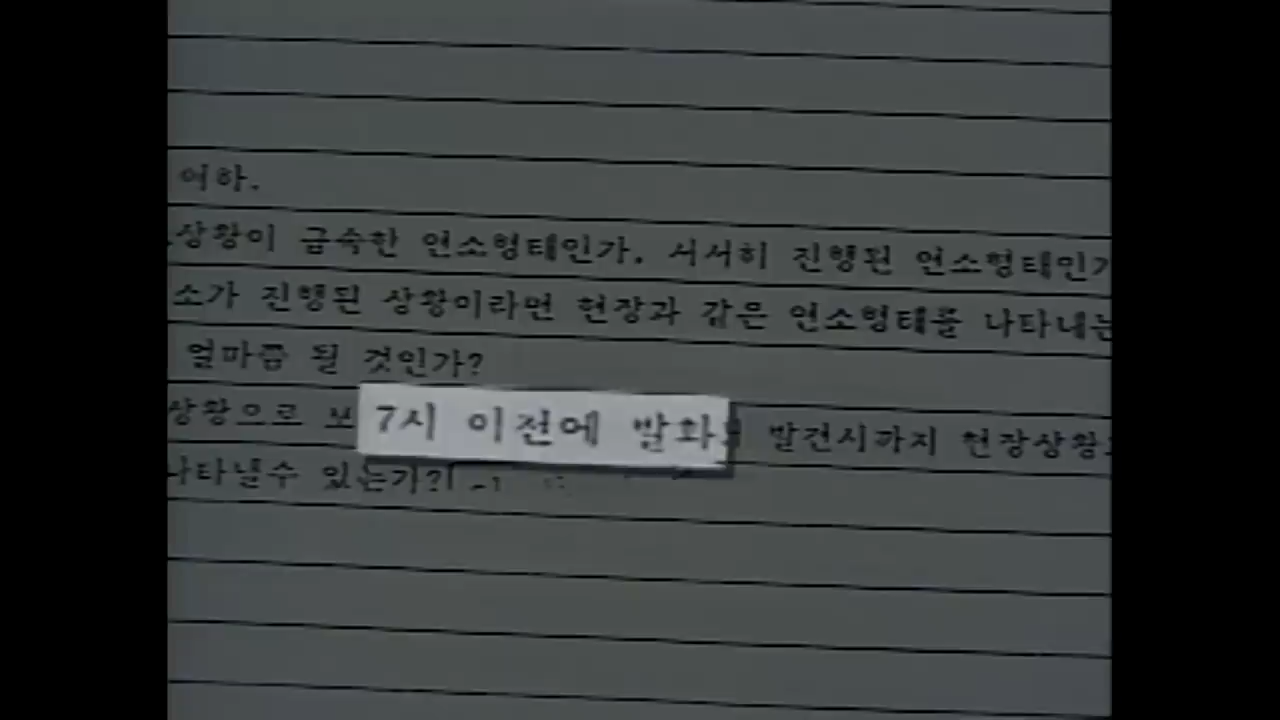 여하.
상황이 급속한 연소형태인가, 서서히 진행된 연소형태인가
소가 진행된 상황이라면 현장과 같은 연소형태를 나타내는
얼마쯤 될 것인가?
상황으로 보 7시 이전에 발화 발견시까지 현장상황
나타낼수 있는가?